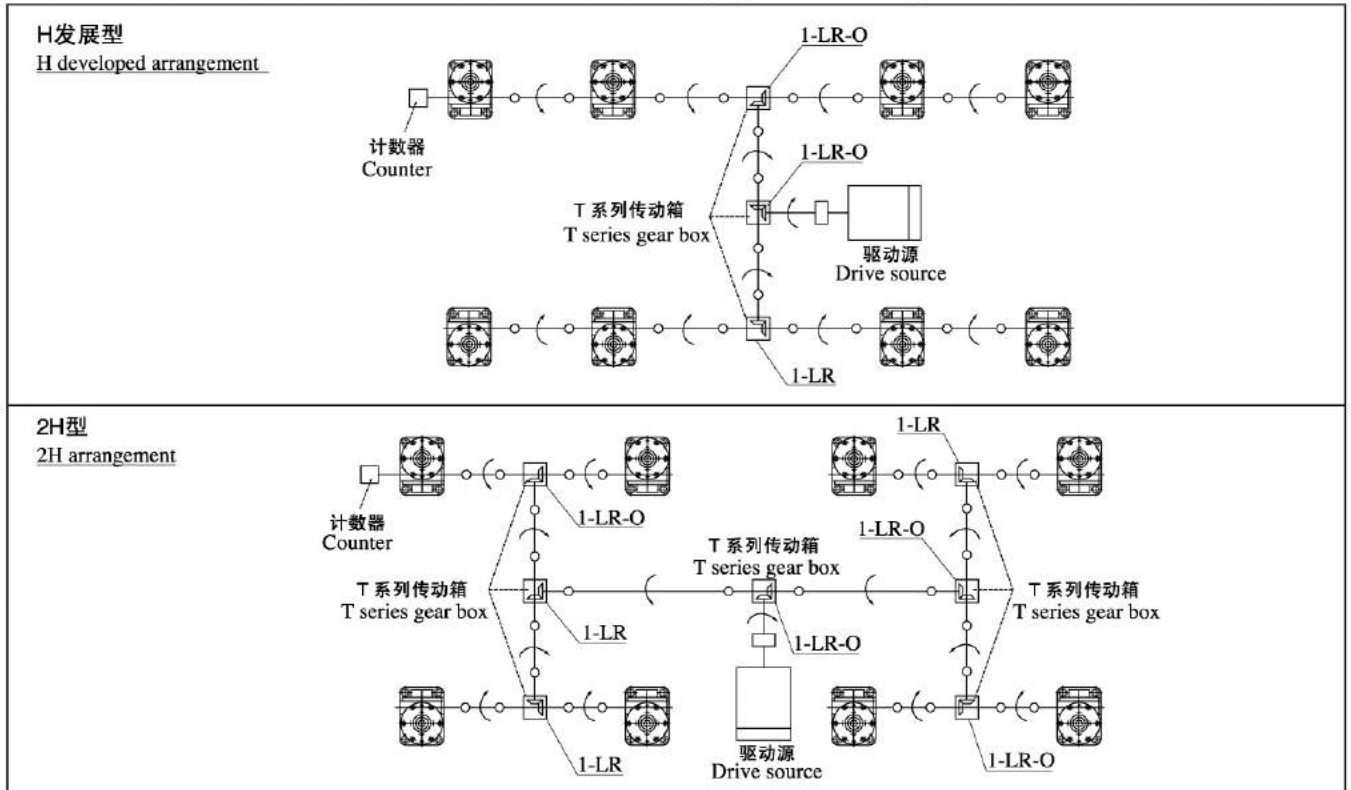 H发展型
H developed arrangement
1-LR-O
计数器
Counter
1-LR-O
T 系列传动箱
T series gear box
驱动源
Drive source
1-LR
2H型
2H arrangement
1-LR
计数器
Counter
1-LR-O
T 系列传动箱
T series gear box
1-LR-O
T 系列传动箱
T series gear box
T 系列传动箱
T series gear box
1-LR
1-LR-O
驱动源
Drive source
1-LR
1-LR-O